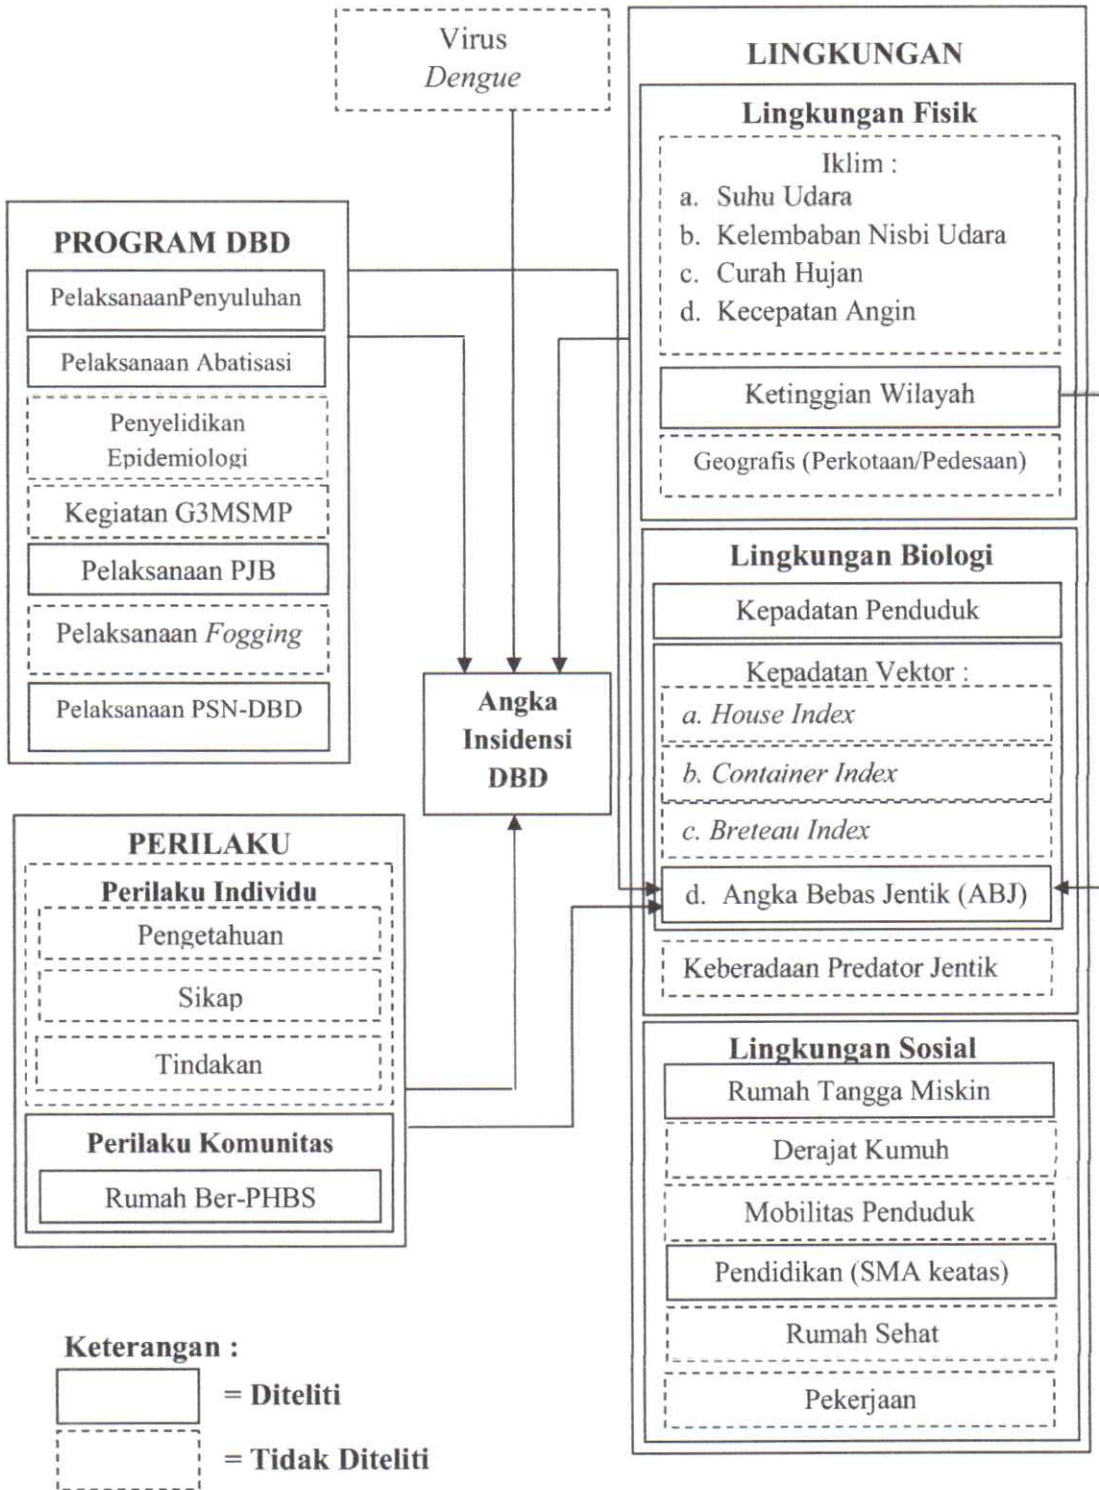 Virus
Dengue
PROGRAM DBD
PelaksanaanPenyuluhan
Pelaksanaan Abatisasi
Penyelidikan
Epidemiologi
Kegiatan G3MSMP
Pelaksanaan PJB
Pelaksanaan Fogging
Pelaksanaan PSN-DBD
Angka
Insidensi
DBD
PERILAKU
Perilaku Individu
Pengetahuan
Sikap
Tindakan
Perilaku Komunitas
Rumah Ber-PHBS
LINGKUNGAN
Lingkungan Fisik
Iklim :
a. Suhu Udara
b. Kelembaban Nisbi Udara
c. Curah Hujan
d. Kecepatan Angin
Ketinggian Wilayah
Geografis (Perkotaan/Pedesaan)
Lingkungan Biologi
Kepadatan Penduduk
Kepadatan Vektor :
a. House Index
b. Container Index
c. Breteau Index
d. Angka Bebas Jentik (ABJ)
Keberadaan Predator Jentik
Lingkungan Sosial
Rumah Tangga Miskin
Derajat Kumuh
Mobilitas Penduduk
Pendidikan (SMA keatas)
Rumah Sehat
Pekerjaan
Keterangan :
= Diteliti
= Tidak Diteliti